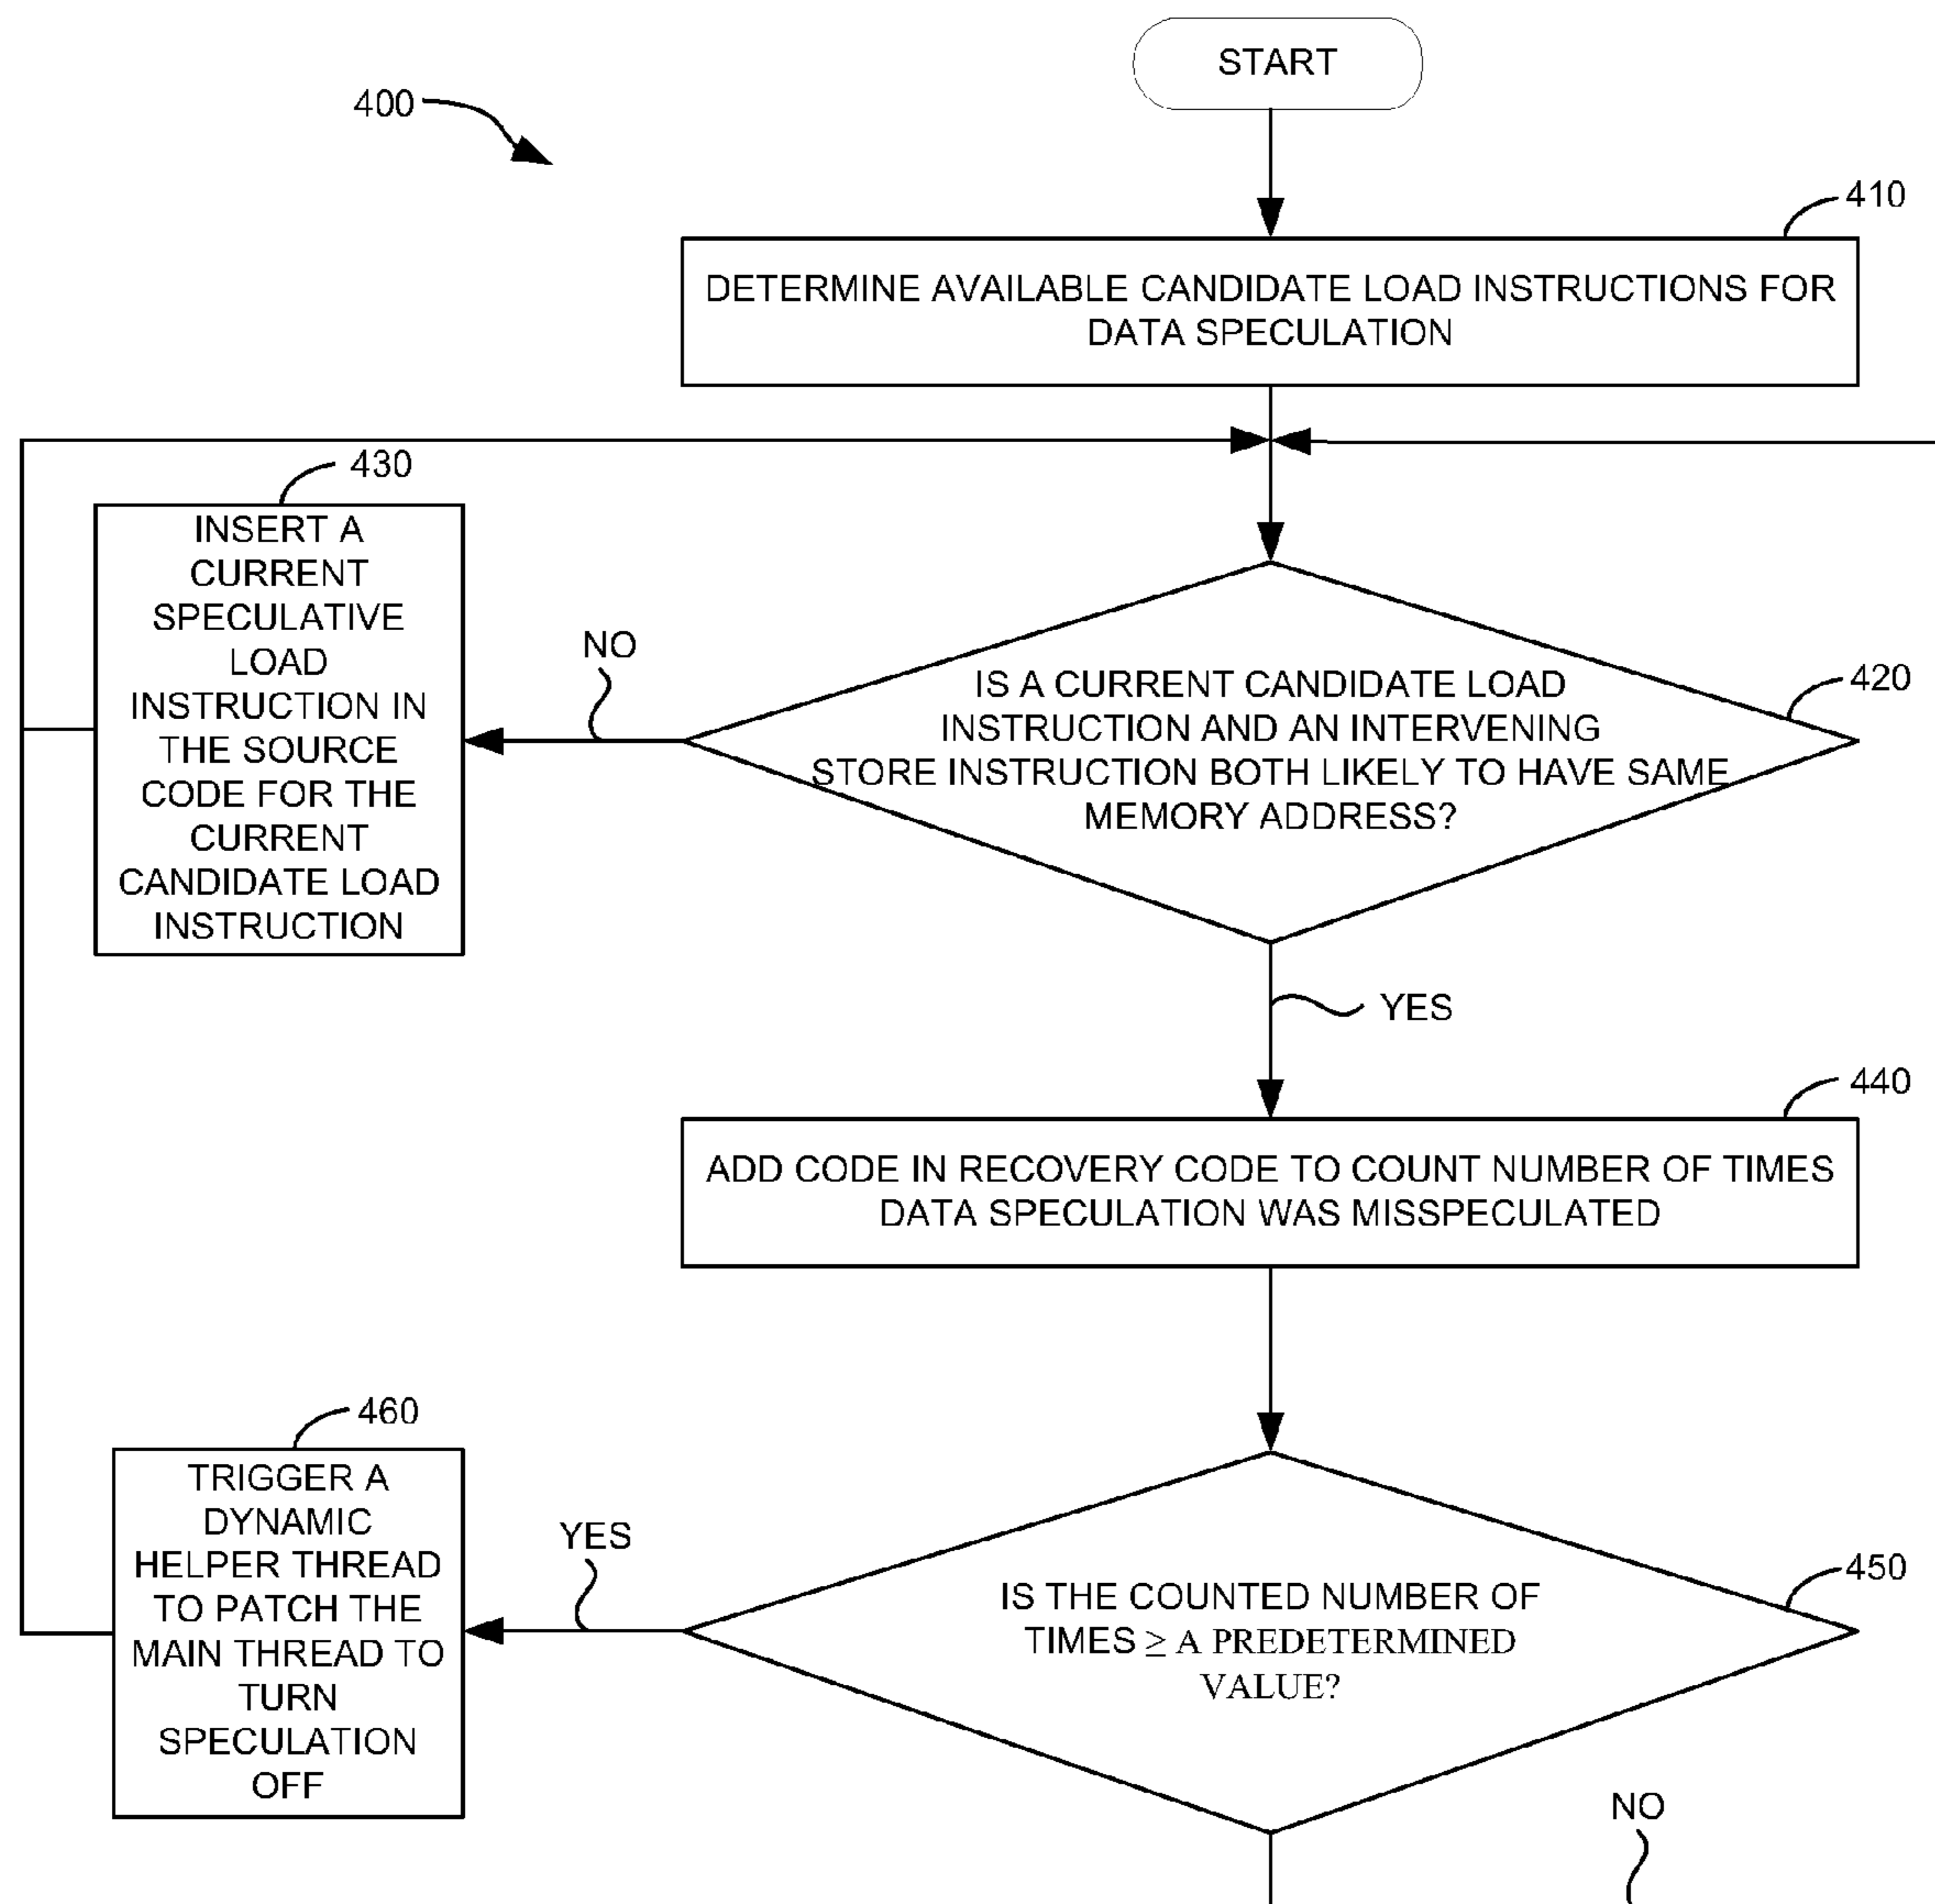 START
400
410
DETERMINE AVAILABLE CANDIDATE LOAD INSTRUCTIONS FOR
DATA SPECULATION
430
INSERT A
CURRENT
SPECULATIVE
LOAD
INSTRUCTION IN
THE SOURCE
CODE FOR THE
CURRENT
CANDIDATE LOAD
INSTRUCTION
NO
420
IS A CURRENT CANDIDATE LOAD
INSTRUCTION AND AN INTERVENING
STORE INSTRUCTION BOTH LIKELY TO HAVE SAME
MEMORY ADDRESS?
YES
440
ADD CODE IN RECOVERY CODE TO COUNT NUMBER OF TIMES
DATA SPECULATION WAS MISSPECULATED
460
TRIGGER A
DYNAMIC
HELPER THREAD
TO PATCH THE
MAIN THREAD TO
TURN
SPECULATION
OFF
YES
450
IS THE COUNTED NUMBER OF
TIMES ≥ A PREDETERMINED
VALUE?
NO